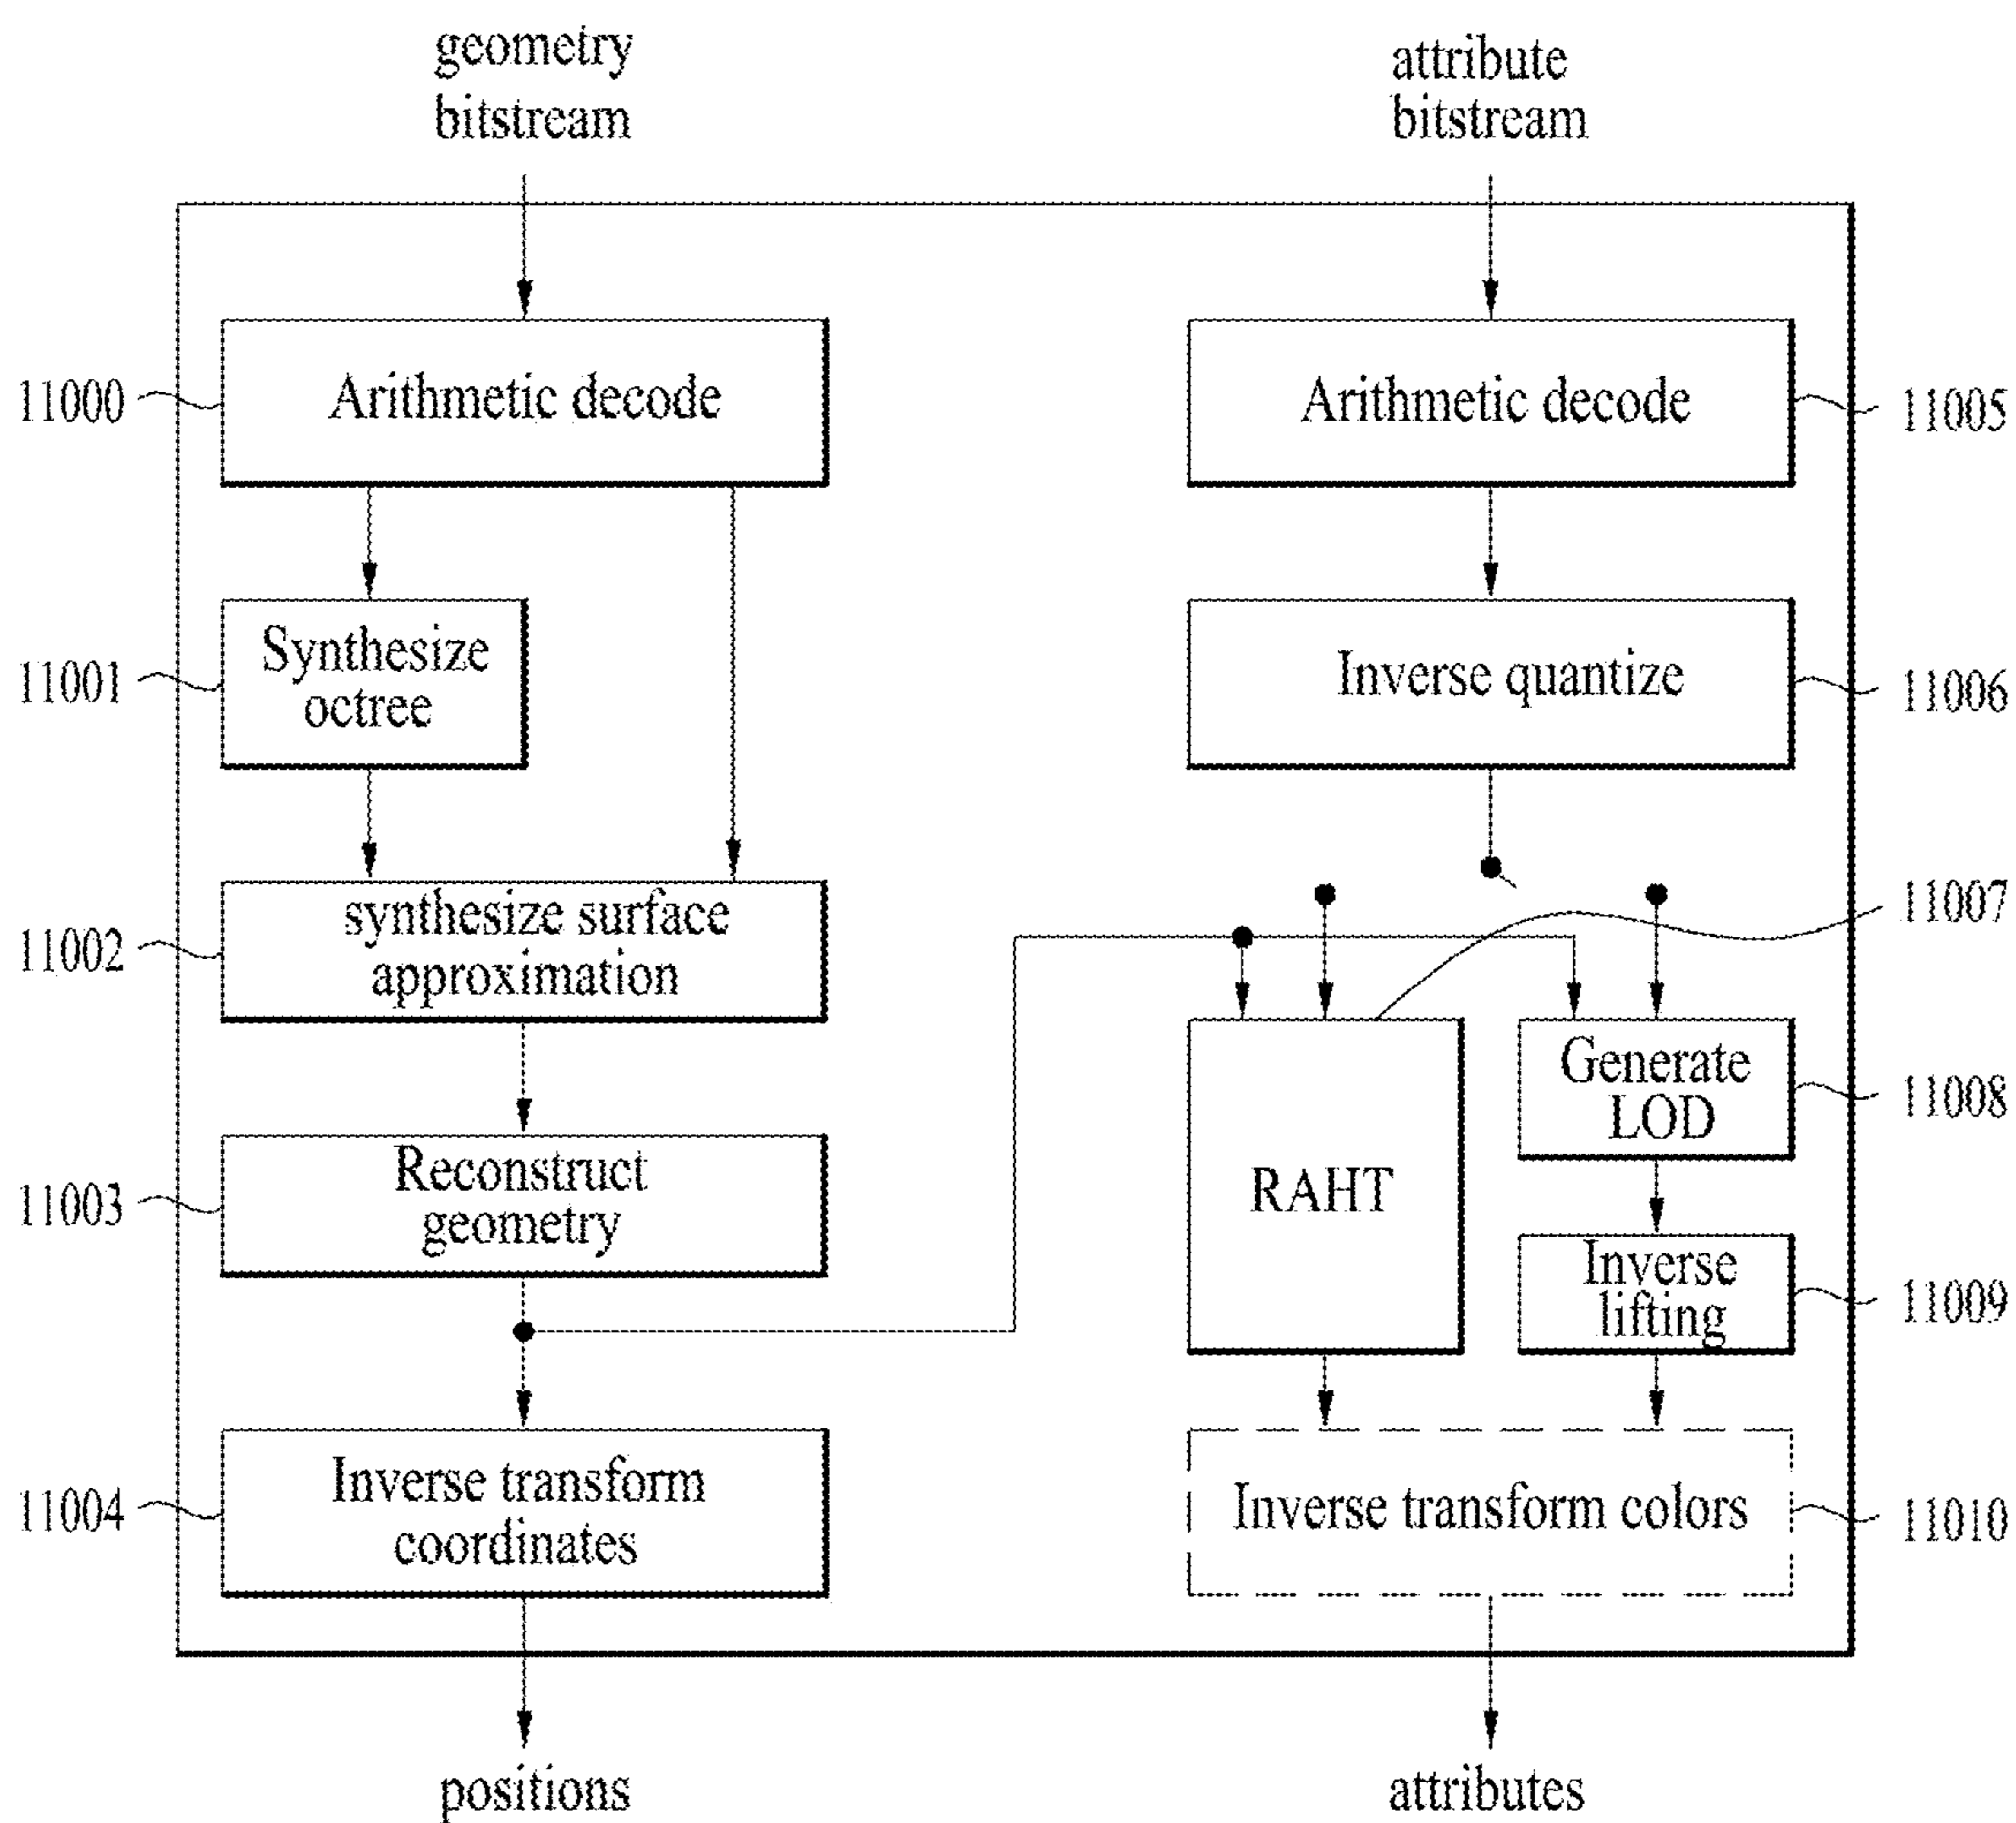 geometry
bitstream
attribute
bitstream
11000
Arithmetic decode
Arithmetic decode
11005
11001
Synthesize
octree
Inverse quantize
11006
11002
synthesize surface
approximation
11007
RAHT
Generate
LOD
11008
11003
Reconstruct
geometry
Inverse
lifting
11009
11004
Inverse transform
coordinates
Inverse transform colors
11010
positions
attributes